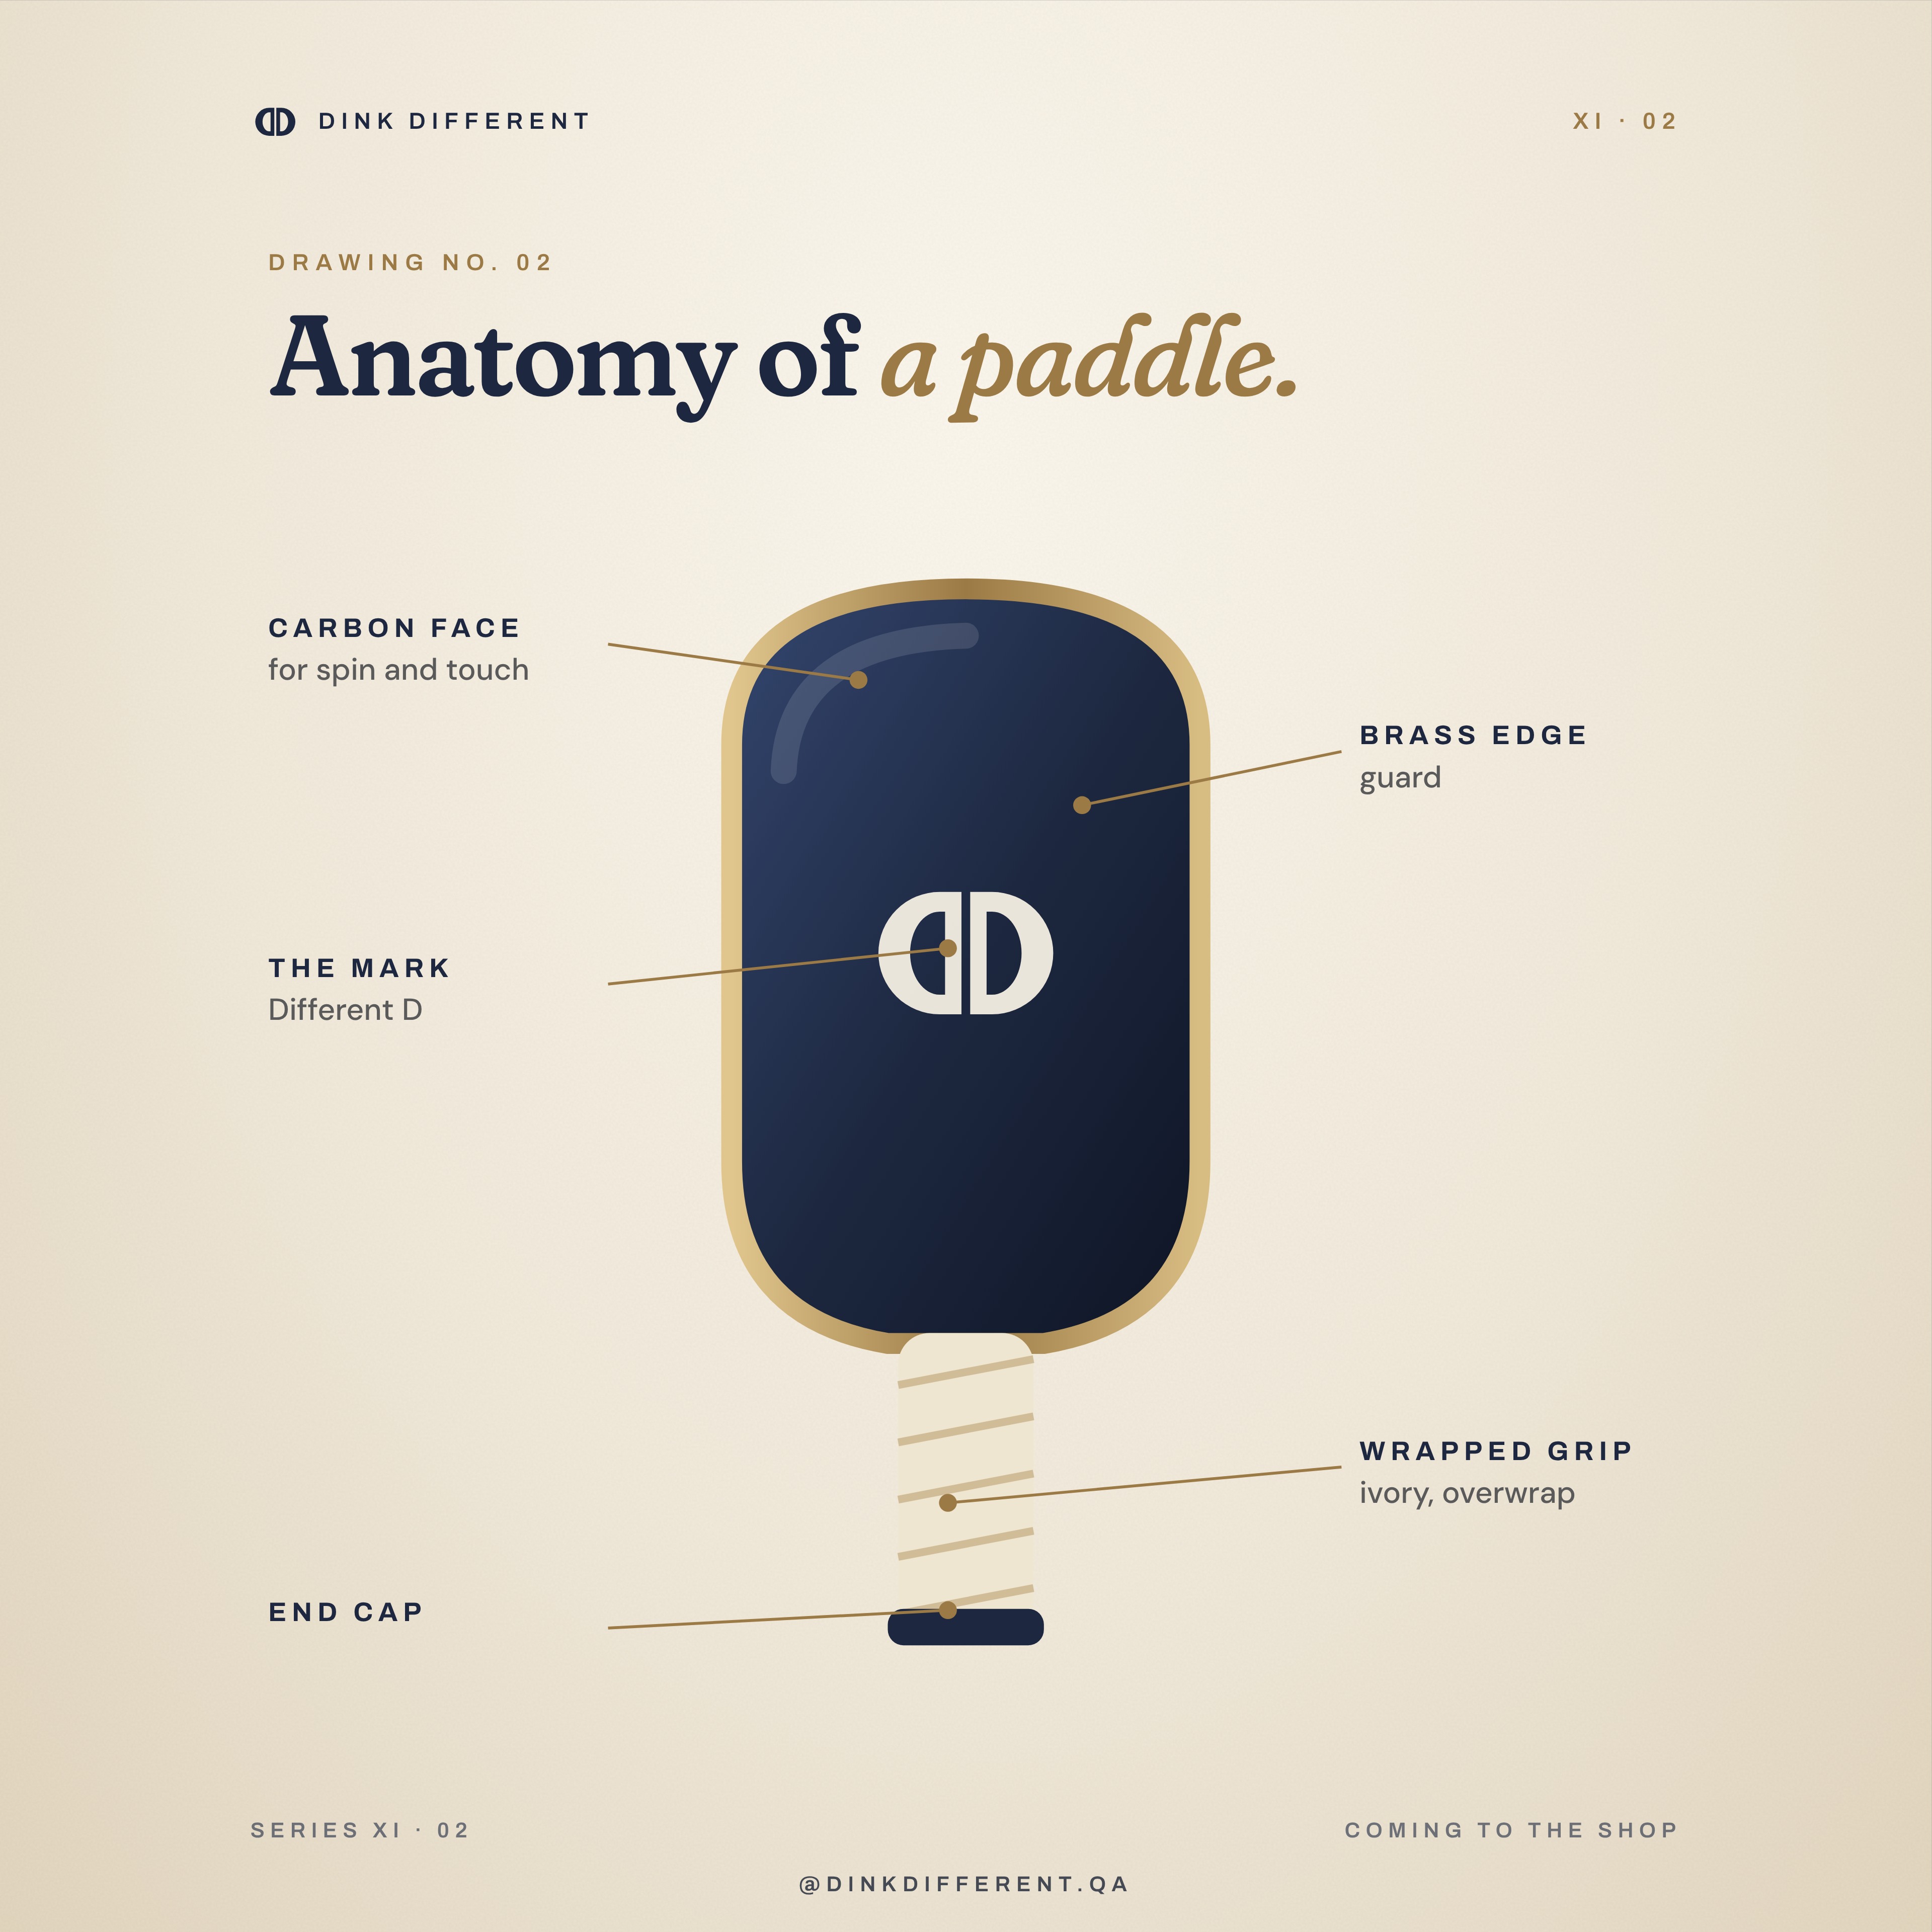 DINK DIFFERENT
XI · 02
DRAWING NO. 02
Anatomy of a paddle.
CARBON FACE
for spin and touch
BRASS EDGE
guard
THE MARK
Different D
WRAPPED GRIP
ivory, overwrap
END CAP
SERIES XI · 02
COMING TO THE SHOP
@DINKDIFFERENT.QA